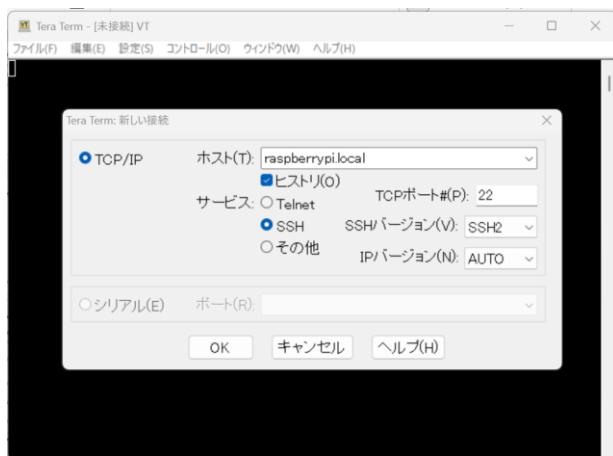 Tera Term - [未接続] VT
ファイル(F) 編集(E) 設定(S) コントロール(O) ウィンドウ(W) ヘルプ(H)
Tera Term: 新しい接続
TCP/IP ホスト(T): raspberrypi.local
ヒストリ(O)
サービス: Telnet TCPポート#(P): 22
SSH SSHバージョン(V): SSH2
その他 IPバージョン(N): AUTO
シリアル(E) ポート(R):
OK キャンセル ヘルプ(H)